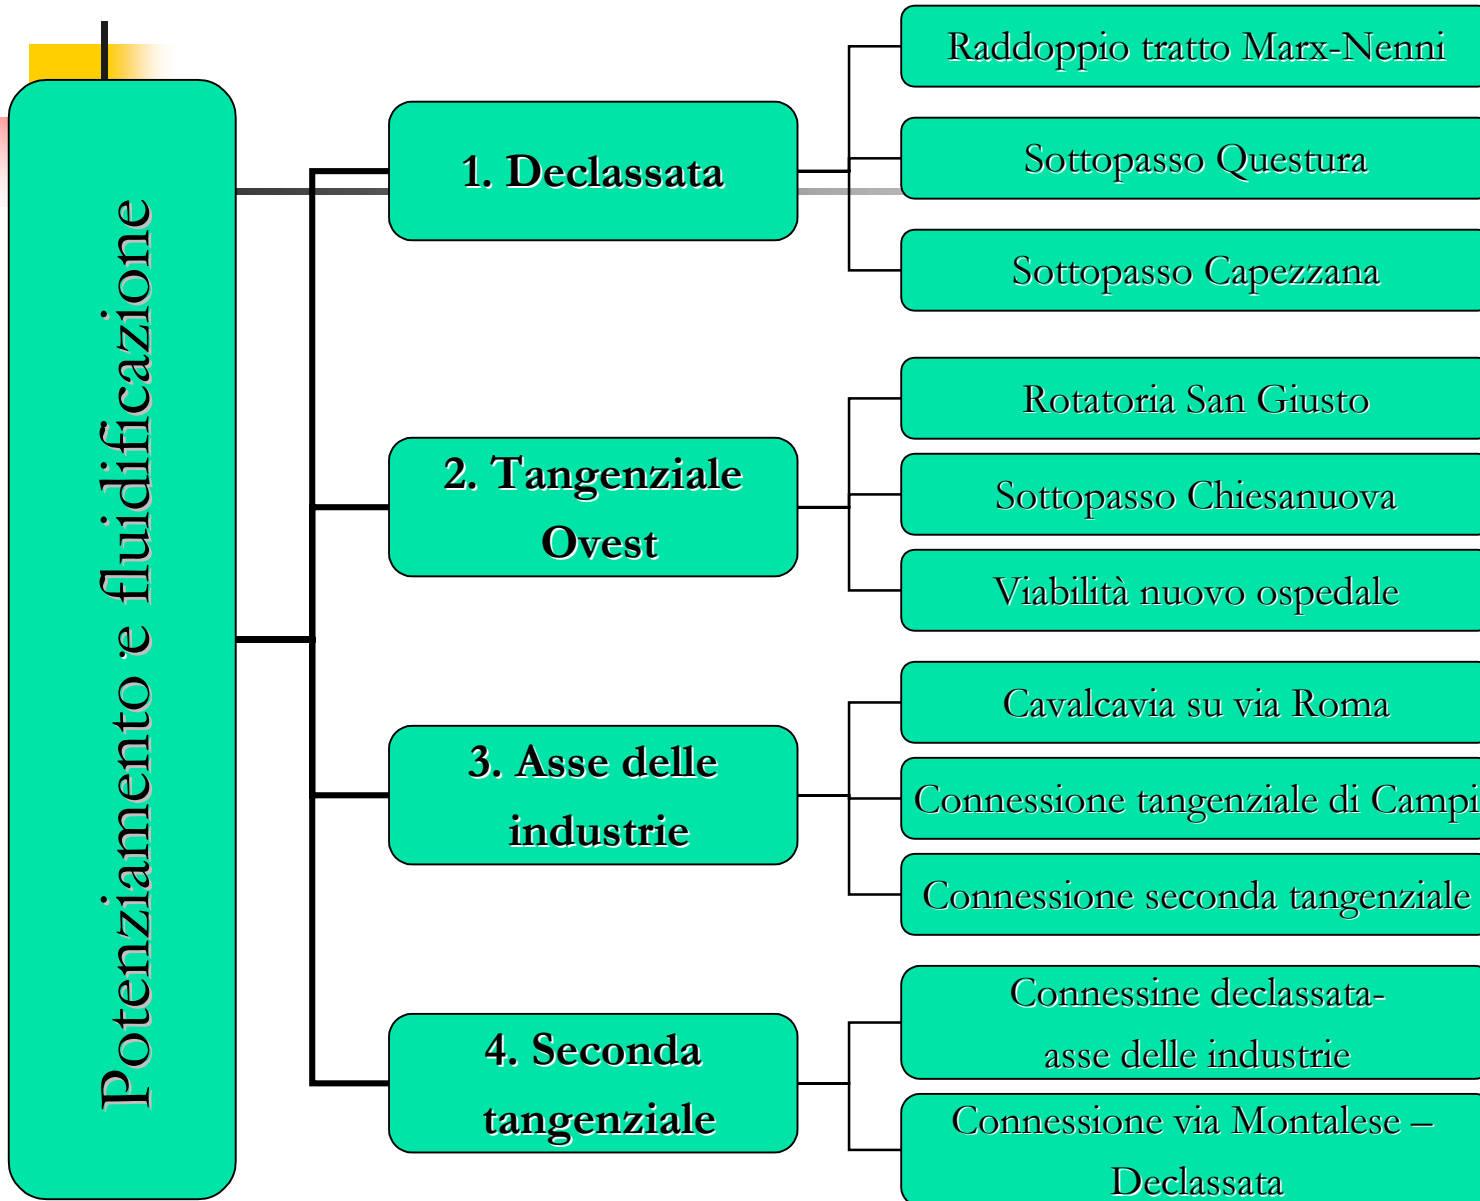 Potenziamento e fluidificazione
1. Declassata
Raddoppio tratto Marx-Nenni
Sottopasso Questura
Sottopasso Capezzana
2. Tangenziale
Ovest
Rotatoria San Giusto
Sottopasso Chiesanuova
Viabilità nuovo ospedale
3. Asse delle
industrie
Cavalcavia su via Roma
Connessione tangenziale di Campi
Connessione seconda tangenziale
4. Seconda
tangenziale
Connessine declassata-
asse delle industrie
Connessione via Montalese –
Declassata